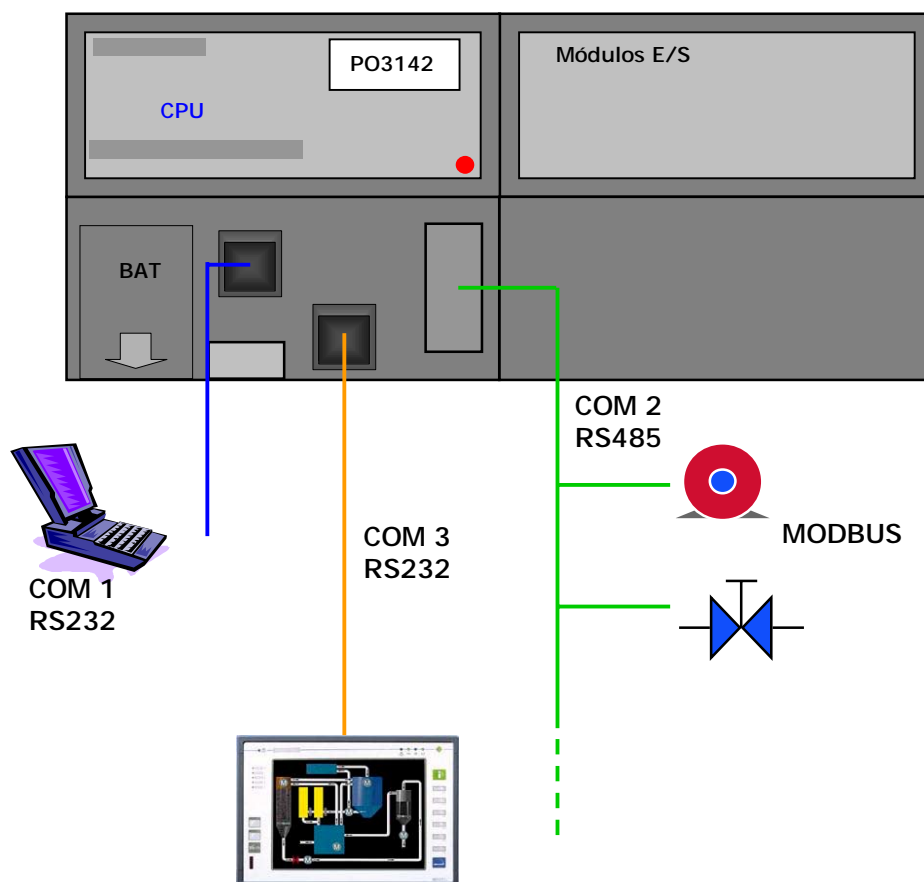 PO3142
Módulos E/S
CPU
BAT
COM 2
RS485
MODBUS
COM 3
RS232
COM 1
RS232